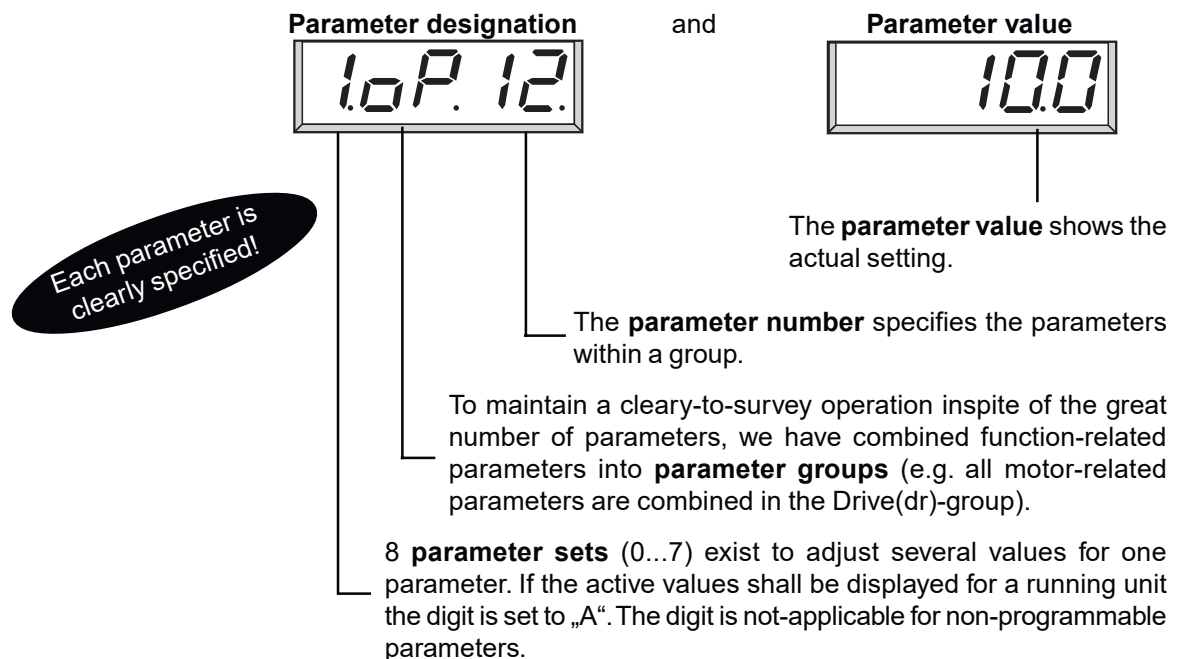 Parameter designation and Parameter value
1.oP. 12. 10.0
Each parameter is
clearly specified!
The parameter value shows the
actual setting.
The parameter number specifies the parameters
within a group.
To maintain a cleary-to-survey operation inspite of the great
number of parameters, we have combined function-related
parameters into parameter groups (e.g. all motor-related
parameters are combined in the Drive(dr)-group).
8 parameter sets (0...7) exist to adjust several values for one
parameter. If the active values shall be displayed for a running unit
the digit is set to „A“. The digit is not-applicable for non-programmable
parameters.